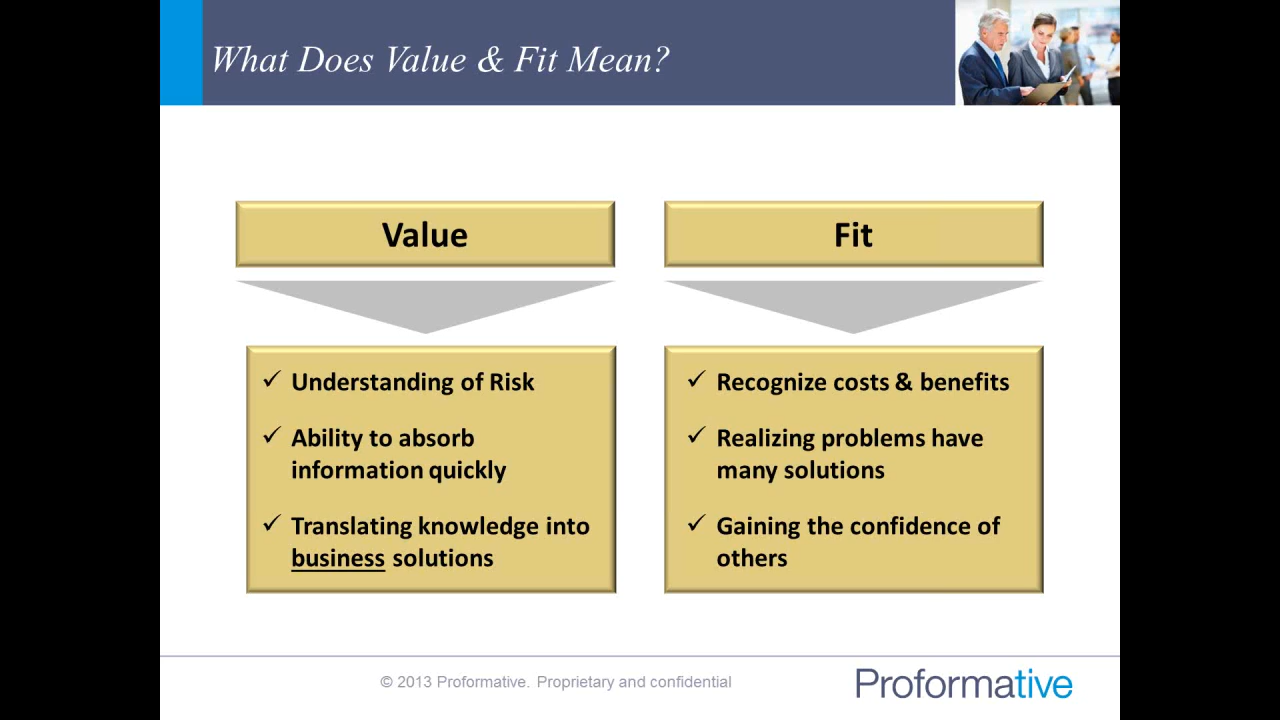 What Does Value & Fit Mean?
Value
Fit
✓ Understanding of Risk
✓ Ability to absorb
information quickly
✓ Translating knowledge into
business solutions
✓ Recognize costs & benefits
✓ Realizing problems have
many solutions
✓ Gaining the confidence of
others
© 2013 Proformative. Proprietary and confidential
Proformative